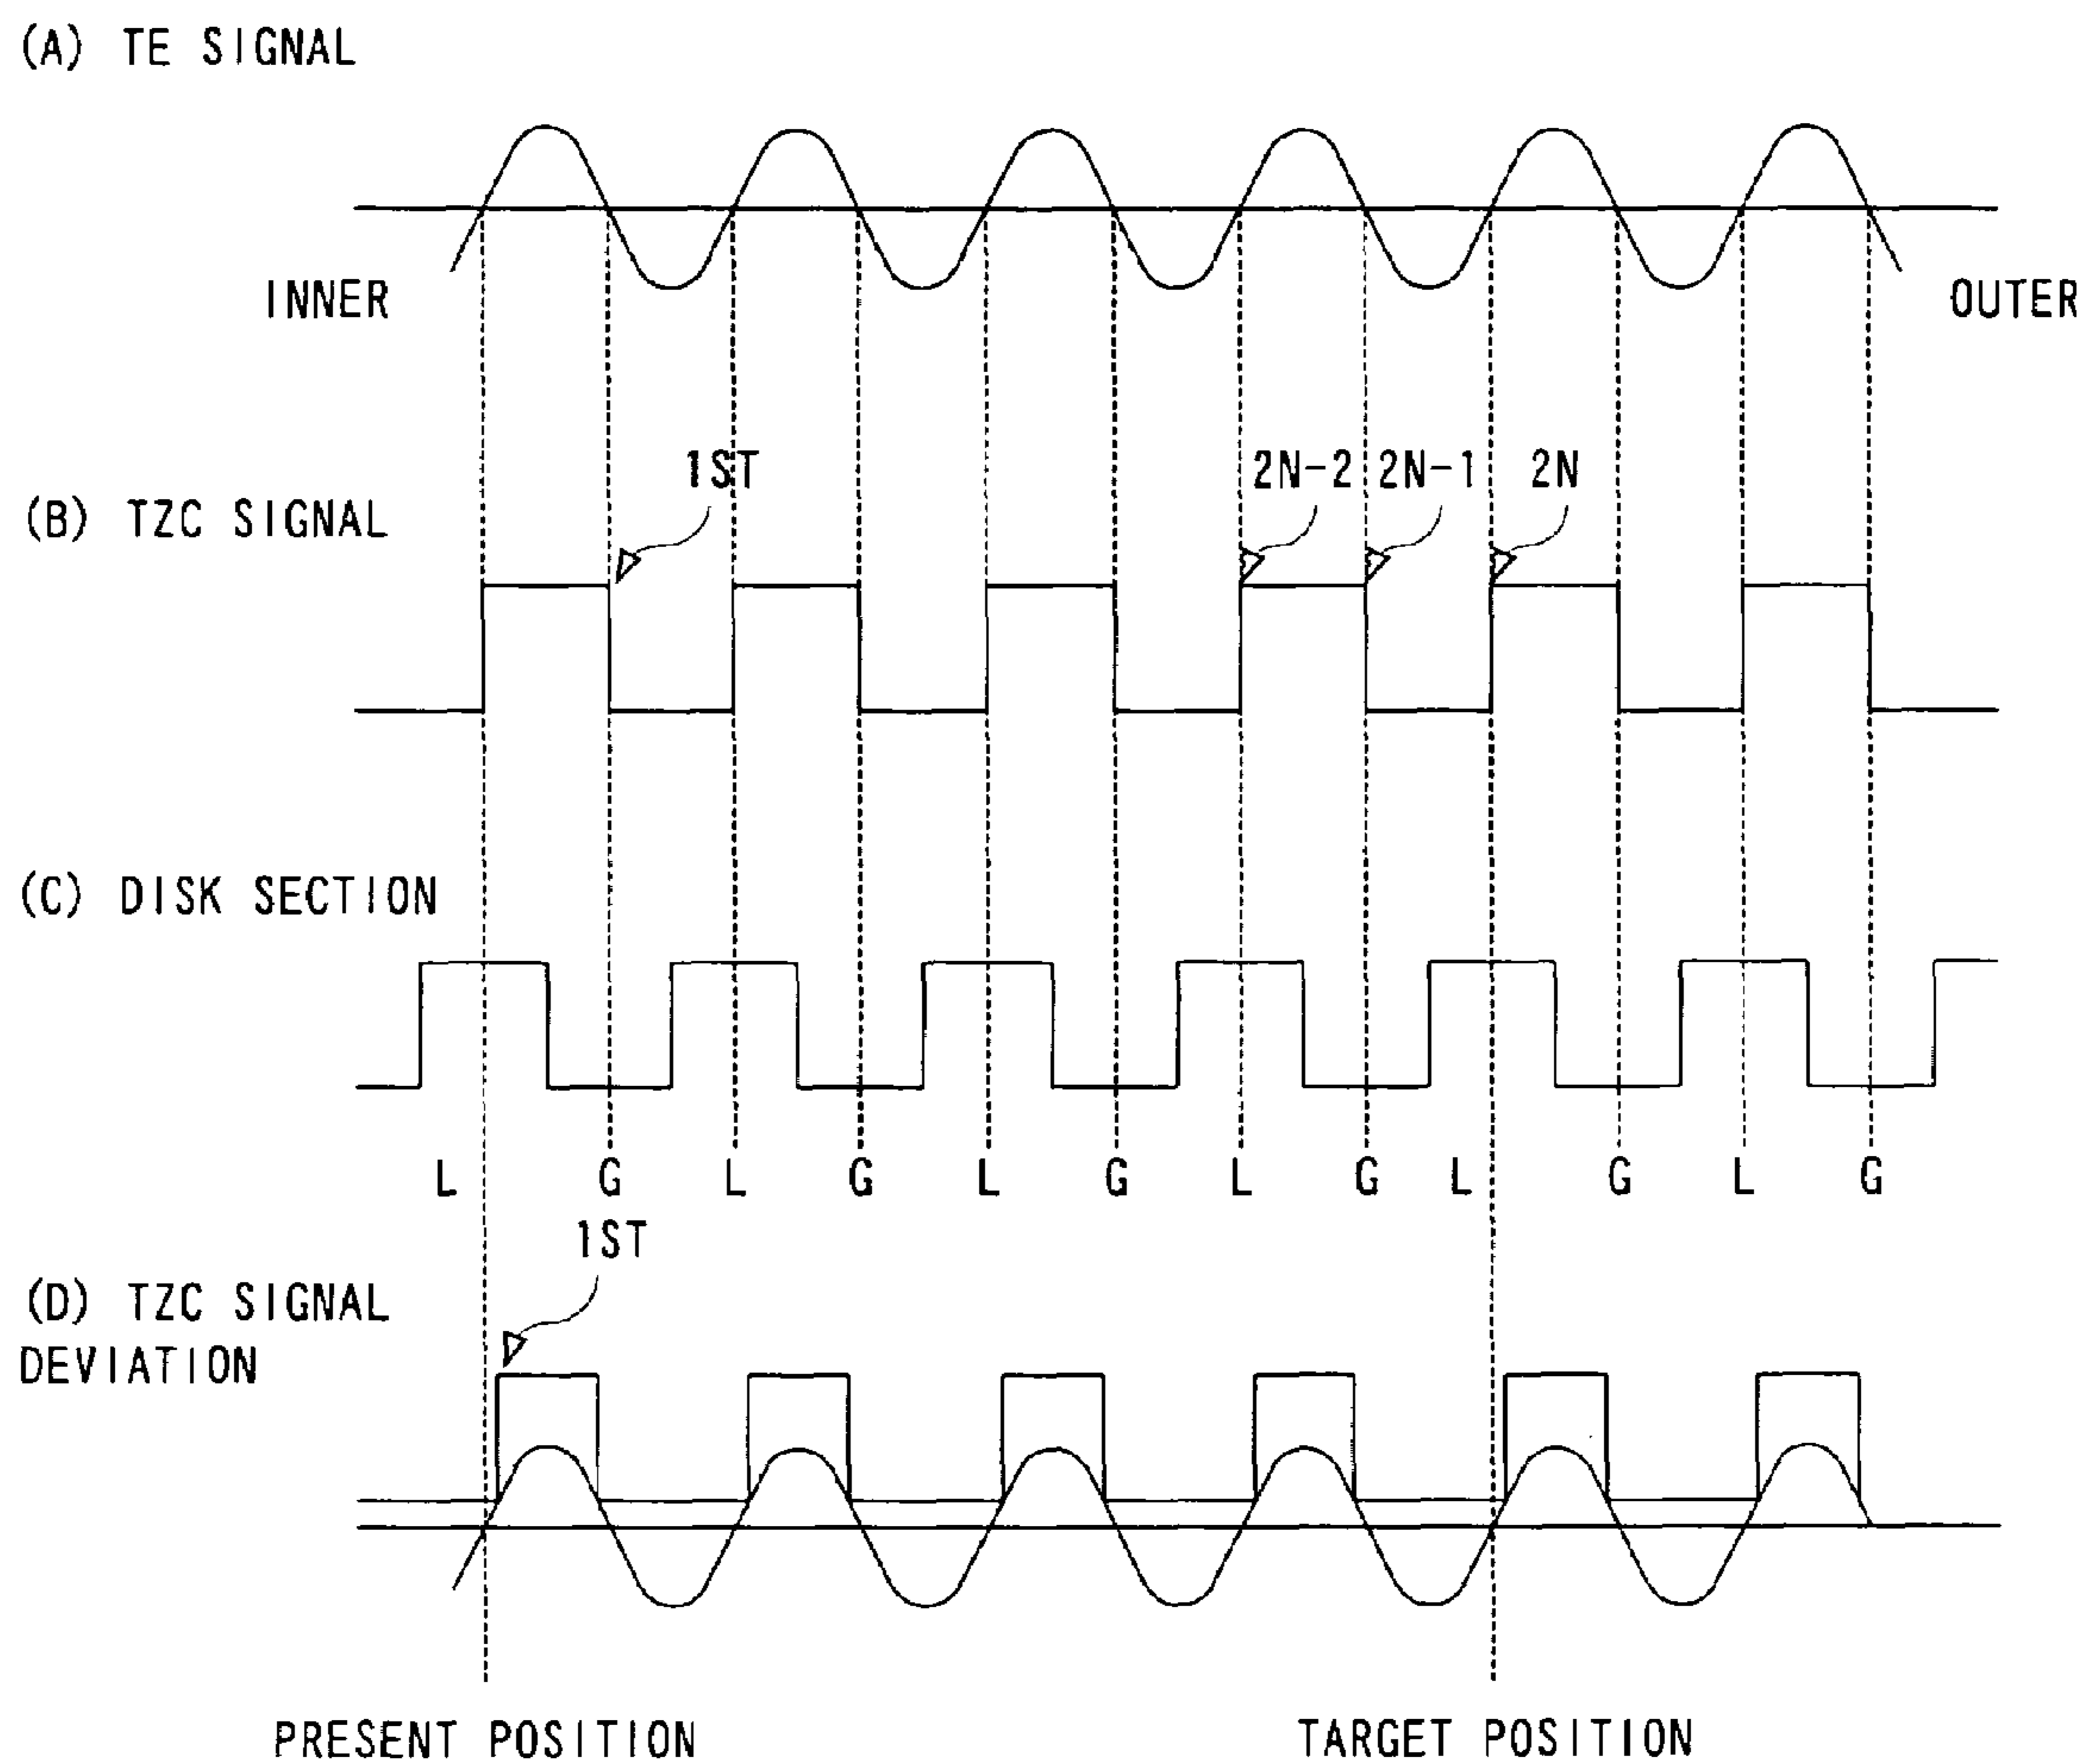 (A) TE SIGNAL
INNER
OUTER
1ST
2N-2 2N-1 2N
(B) TZC SIGNAL
(C) DISK SECTION
L G L G L G L G L G L G
1ST
(D) TZC SIGNAL
DEVIATION
PRESENT POSITION
TARGET POSITION